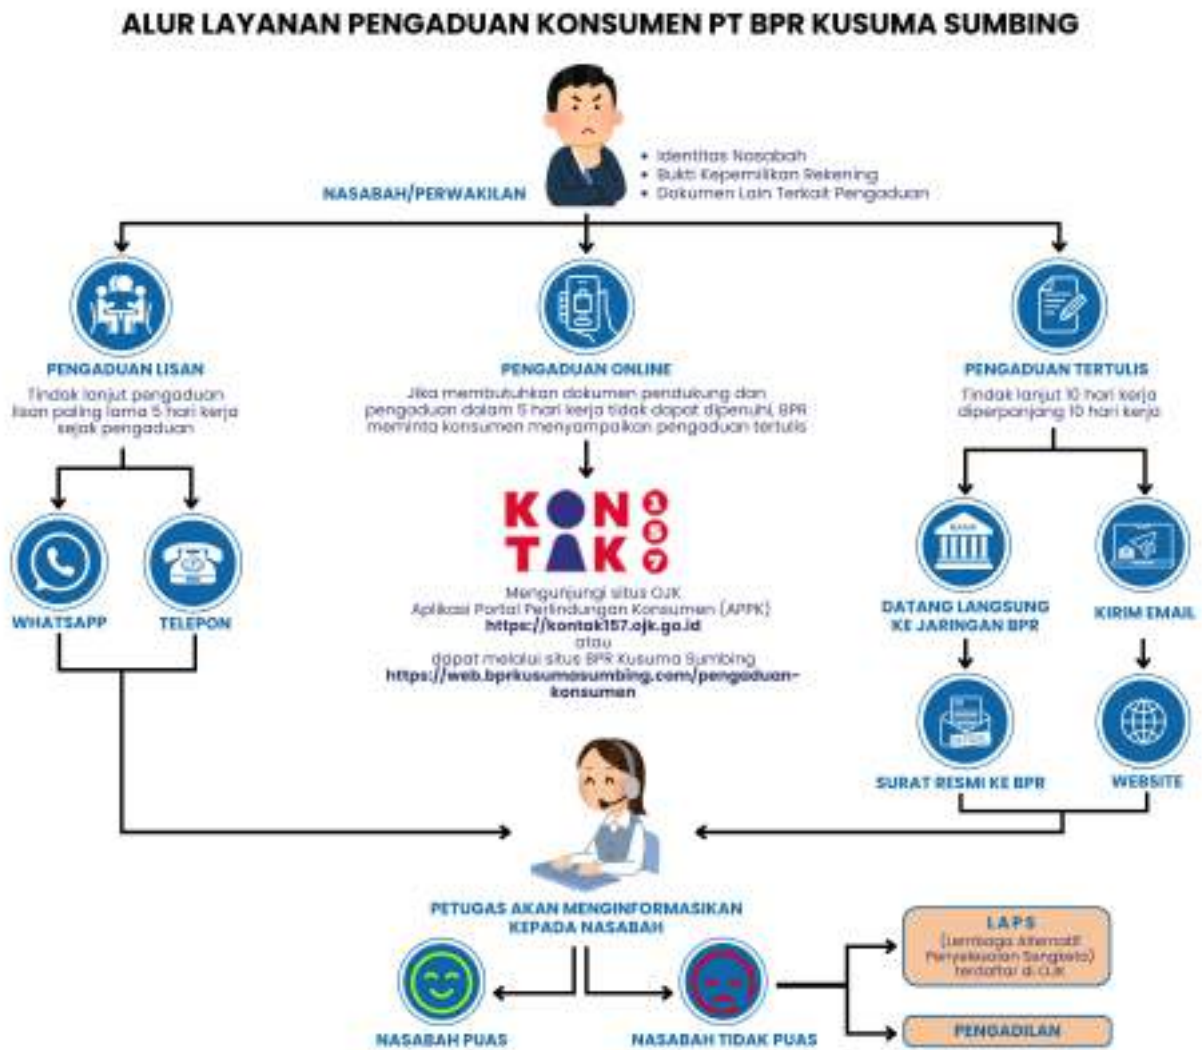 ALUR LAYANAN PENGADUAN KONSUMEN PT BPR KUSUMA SUMBING
NASABAH/PERWAKILAN
• Identitas Nasabah
• Bukti Kepemilikan Rekening
• Dokumen Lain Terkait Pengaduan
PENGADUAN LISAN
Tindak lanjut pengaduan
lisan paling lama 5 hari kerja
sejak pengaduan
WHATSAPP
TELEPON
PENGADUAN ONLINE
Jika membutuhkan dokumen pendukung dan
pengaduan dalam 5 hari kerja tidak dapat dipenuhi, BPR
meminta konsumen menyampaikan pengaduan tertulis
KONTAK 157
Mengunjungi situs OJK
Aplikasi Portal Perlindungan Konsumen (APPK)
https://kontak157.ojk.go.id
atau
dapat melalui situs BPR Kusuma Sumbing
https://web.bprkusumasumbing.com/pengaduan-
konsumen
PENGADUAN TERTULIS
Tindak lanjut 10 hari kerja
diperpanjang 10 hari kerja
BANK
DATANG LANGSUNG
KE JARINGAN BPR
KIRIM EMAIL
SURAT RESMI KE BPR
WEBSITE
PETUGAS AKAN MENGINFORMASIKAN
KEPADA NASABAH
NASABAH PUAS
NASABAH TIDAK PUAS
LAPS
(Lembaga Alternatif
Penyelesaian Sengketa)
terdaftar di OJK
PENGADILAN